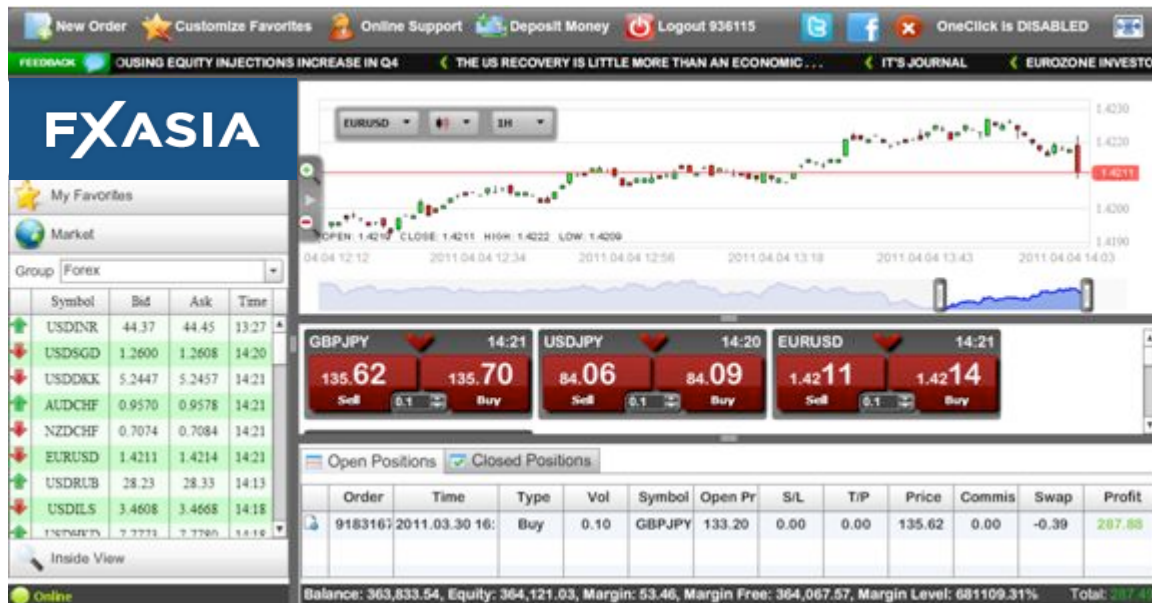 New Order Customize Favorites Online Support Deposit Money Logout 936115 OneClick is DISABLED
FEEDBACK OUSING EQUITY INJECTIONS INCREASE IN Q4 THE US RECOVERY IS LITTLE MORE THAN AN ECONOMIC ... IT'S JOURNAL EUROZONE INVESTO
FXASIA
My Favorites
Market
Group Forex
Symbol Bid Ask Time
USDINR 44.37 44.45 13:27
USDSGD 1.2600 1.2608 14:20
USDDKK 5.2447 5.2457 14:21
AUDCHF 0.9570 0.9578 14:21
NZDCHF 0.7074 0.7084 14:21
EURUSD 1.4211 1.4214 14:21
USDRUB 28.23 28.33 14:13
USDILS 3.4608 3.4668 14:18
Inside View
Online
EURUSD 1H
1.4230
1.4220
1.4211
1.4200
1.4190
OPEN: 1.4219 CLOSE: 1.4211 HIGH: 1.4222 LOW: 1.4209
04.04 12:12 2011.04.04 12:34 2011.04.04 12:56 2011.04.04 13:18 2011.04.04 13:43 2011.04.04 14:03
GBPJPY 14:21 USDJPY 14:20 EURUSD 14:21
135.62 135.70 84.06 84.09 1.4211 1.4214
Sell 0.1 Buy Sell 0.1 Buy Sell 0.1 Buy
Open Positions Closed Positions
Order Time Type Vol Symbol Open Pr S/L T/P Price Commis Swap Profit
9183167 2011.03.30 16: Buy 0.10 GBPJPY 133.20 0.00 0.00 135.62 0.00 -0.39 287.88
Balance: 363,833.54, Equity: 364,121.03, Margin: 53.46, Margin Free: 364,067.57, Margin Level: 681109.31% Total: 287.49